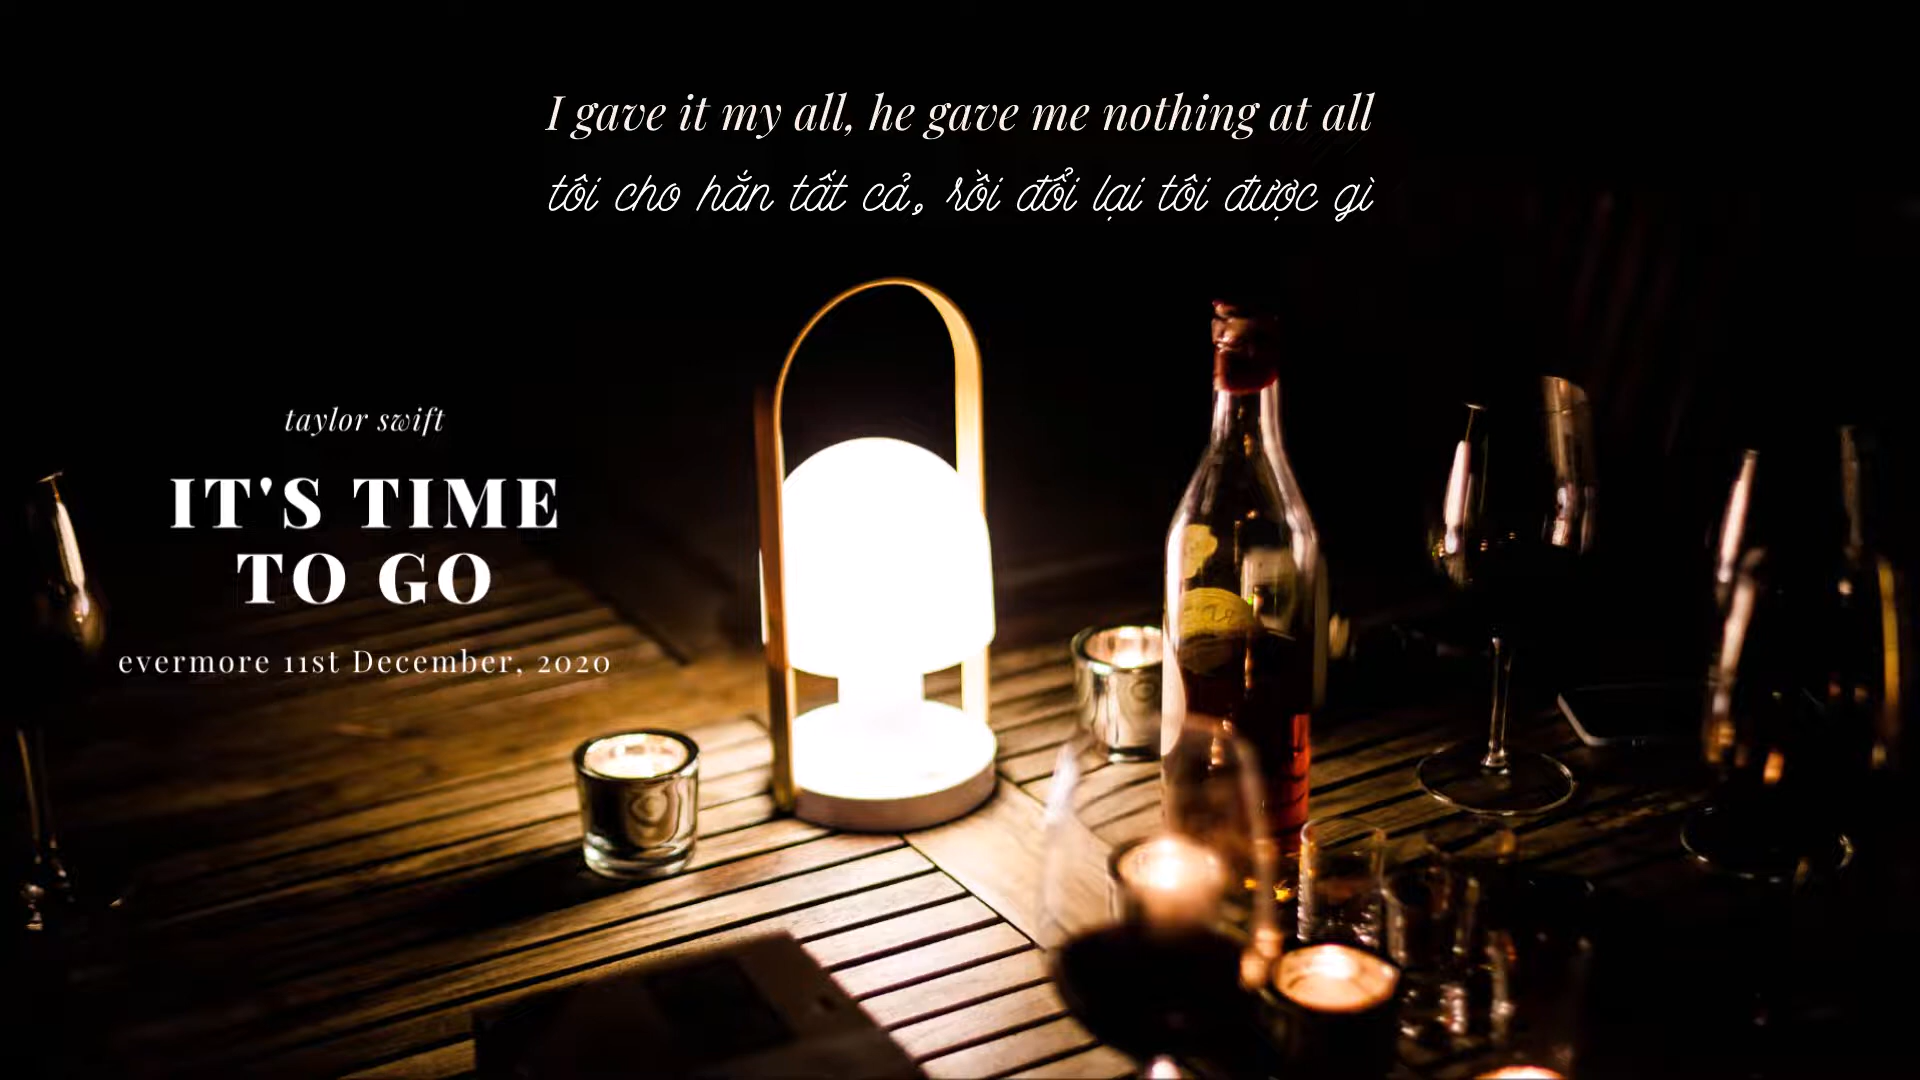 I gave it my all, he gave me nothing at all
tôi cho hắn tất cả, rồi đổi lại tôi được gì
taylor swift
IT'S TIME
TO GO
evermore 11st December, 2020